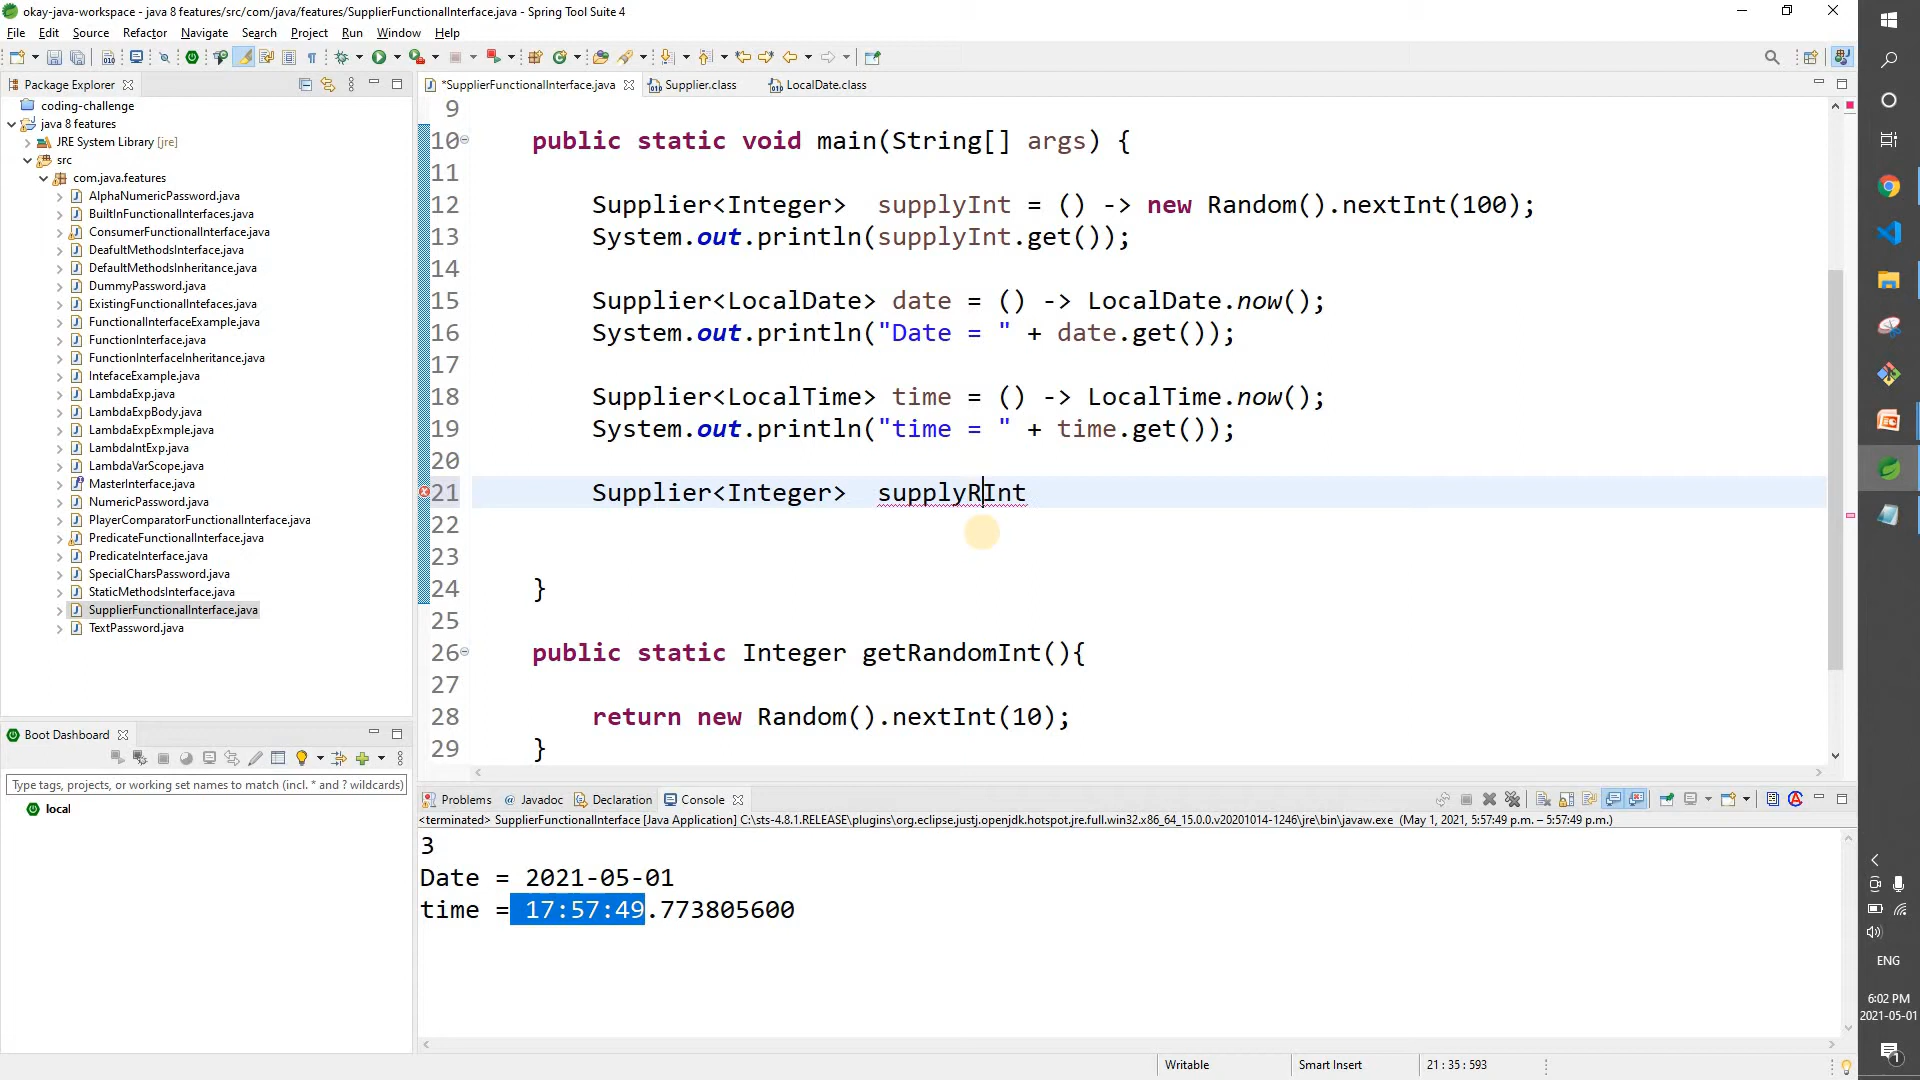 okay-java-workspace - java 8 features/src/com/java/features/SupplierFunctionalInterface.java - Spring Tool Suite 4
File Edit Source Refactor Navigate Search Project Run Window Help
Package Explorer
*SupplierFunctionalInterface.java Supplier.class LocalDate.class
coding-challenge
java 8 features
JRE System Library [jre]
src
com.java.features
AlphaNumericPassword.java
BuiltInFunctionalInterfaces.java
ConsumerFunctionalInterface.java
DeafultMethodsInterface.java
DefaultMethodsInheritance.java
DummyPassword.java
ExistingFunctionalIntefaces.java
FunctionalInterfaceExample.java
FunctionInterface.java
FunctionInterfaceInheritance.java
IntefaceExample.java
LambdaExp.java
LambdaExpBody.java
LambdaExpExmple.java
LambdaIntExp.java
LambdaVarScope.java
MasterInterface.java
NumericPassword.java
PlayerComparatorFunctionalInterface.java
PredicateFunctionalInterface.java
PredicateInterface.java
SpecialCharsPassword.java
StaticMethodsInterface.java
SupplierFunctionalInterface.java
TextPassword.java
9
10 public static void main(String[] args) {
11
12 Supplier<Integer> supplyInt = () -> new Random().nextInt(100);
13 System.out.println(supplyInt.get());
14
15 Supplier<LocalDate> date = () -> LocalDate.now();
16 System.out.println("Date = " + date.get());
17
18 Supplier<LocalTime> time = () -> LocalTime.now();
19 System.out.println("time = " + time.get());
20
21 Supplier<Integer> supplyRInt
22
23
24 }
25
26 public static Integer getRandomInt(){
27
28 return new Random().nextInt(10);
29 }
Boot Dashboard
Type tags, projects, or working set names to match (incl. * and ? wildcards)
local
Problems Javadoc Declaration Console
<terminated> SupplierFunctionalInterface [Java Application] C:\sts-4.8.1.RELEASE\plugins\org.eclipse.justj.openjdk.hotspot.jre.full.win32.x86_64_15.0.0.v20201014-1246\jre\bin\javaw.exe (May 1, 2021, 5:57:49 p.m. – 5:57:49 p.m.)
3
Date = 2021-05-01
time = 17:57:49.773805600
Writable Smart Insert 21 : 35 : 593
ENG
6:02 PM
2021-05-01
1